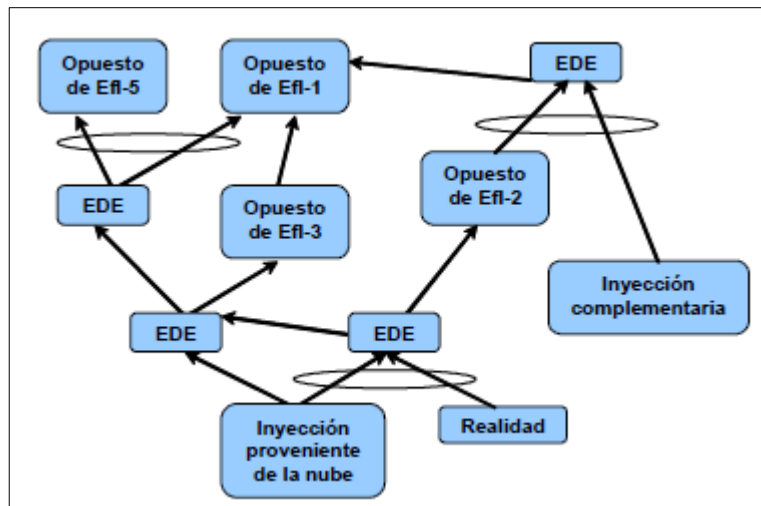 Opuesto
de Efl-5
Opuesto
de Efl-1
EDE
EDE
Opuesto
de Efl-3
Opuesto
de Efl-2
Inyección
complementaria
EDE
EDE
Inyección
proveniente
de la nube
Realidad